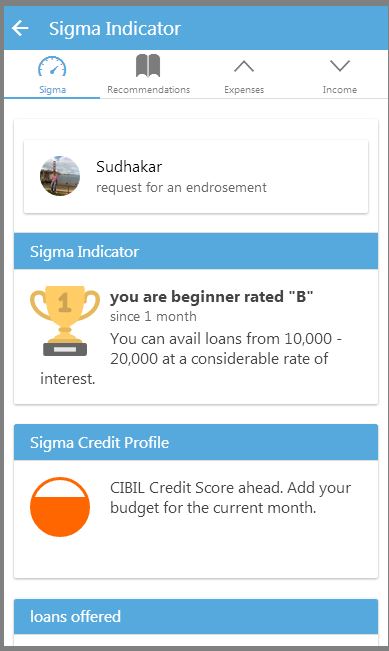 Sigma Indicator
Sigma
Recommendations
Expenses
Income
Sudhakar
request for an endrosement
Sigma Indicator
1
you are beginner rated "B"
since 1 month
You can avail loans from 10,000 -
20,000 at a considerable rate of
interest.
Sigma Credit Profile
CIBIL Credit Score ahead. Add your
budget for the current month.
loans offered